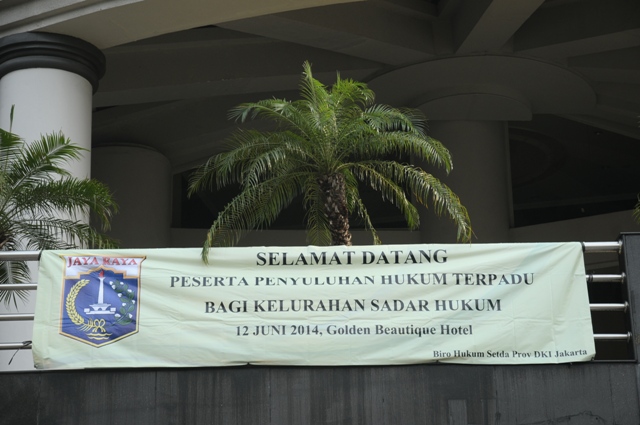 JAYA RAYA
SELAMAT DATANG
PESERTA PENYULUHAN HUKUM TERPADU
BAGI KELURAHAN SADAR HUKUM
12 JUNI 2014, Golden Beautique Hotel
Biro Hukum Setda Prov DKI Jakarta